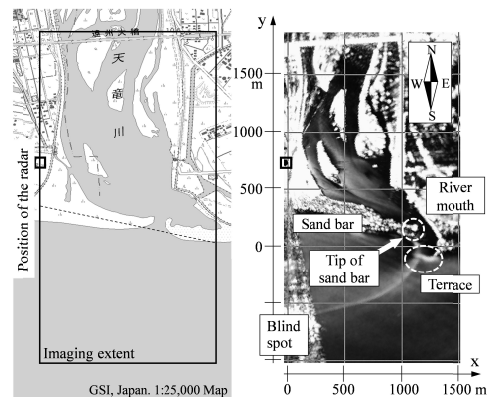 遠州大橋
天
竜
川
Position of the radar
Imaging extent
GSI, Japan. 1:25,000 Map
y
1500
m
1000
500
0
N
W E
S
River
mouth
Sand bar
Tip of
sand bar
Terrace
Blind
spot
x
0 500 1000 1500 m